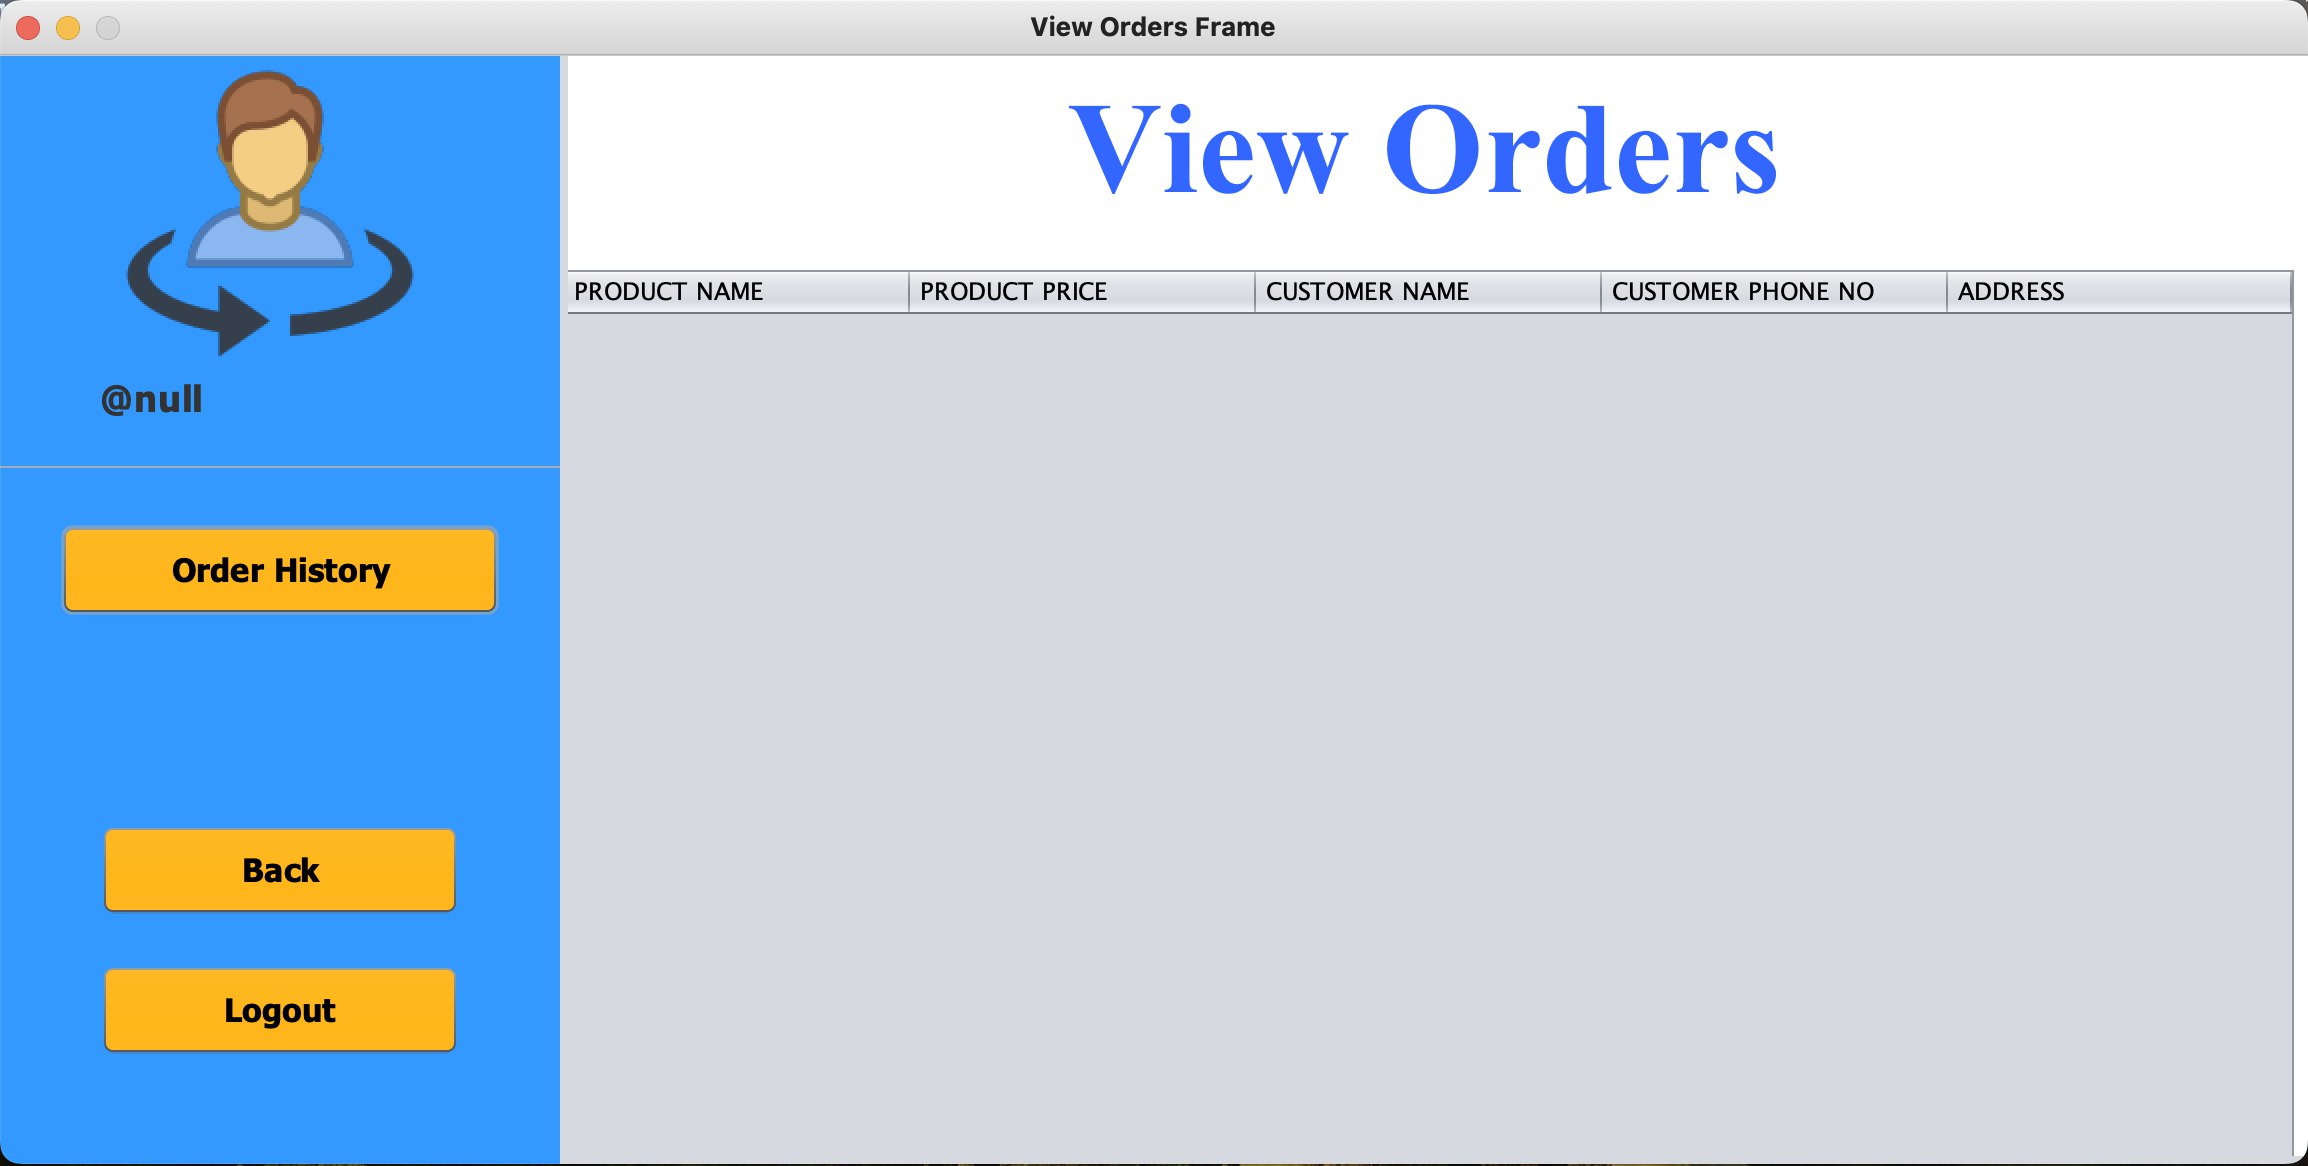 View Orders Frame
@null
Order History
Back
Logout
View Orders
PRODUCT NAME PRODUCT PRICE CUSTOMER NAME CUSTOMER PHONE NO ADDRESS